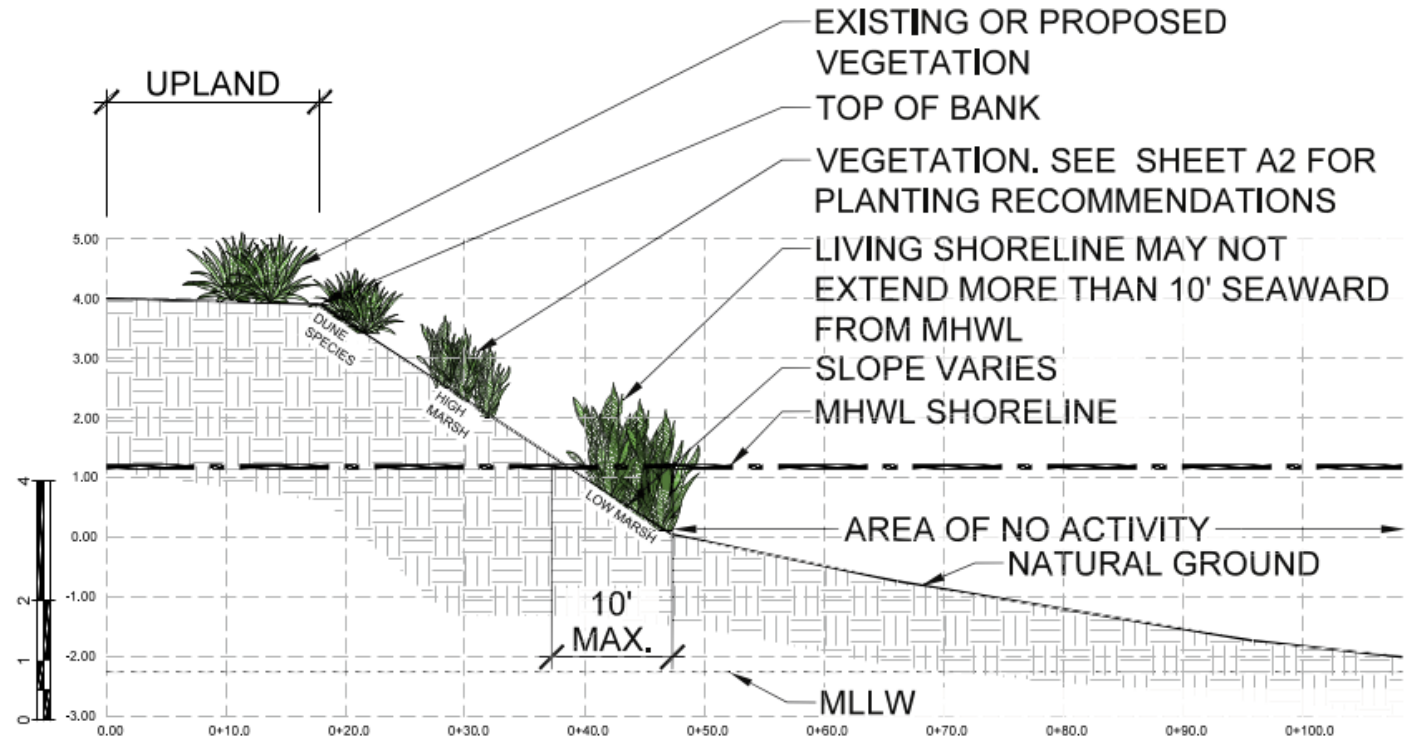 EXISTING OR PROPOSED
VEGETATION
UPLAND
TOP OF BANK
VEGETATION. SEE SHEET A2 FOR
PLANTING RECOMMENDATIONS
LIVING SHORELINE MAY NOT
EXTEND MORE THAN 10' SEAWARD
FROM MHWL
SLOPE VARIES
MHWL SHORELINE
5.00
4.00
3.00
2.00
1.00
0.00
-1.00
-2.00
-3.00
DUNE
SPECIES
HIGH
MARSH
LOW MARSH
AREA OF NO ACTIVITY
NATURAL GROUND
10'
MAX.
MLLW
4
2
1
0
0.00
0+10.0
0+20.0
0+30.0
0+40.0
0+50.0
0+60.0
0+70.0
0+80.0
0+90.0
0+100.0